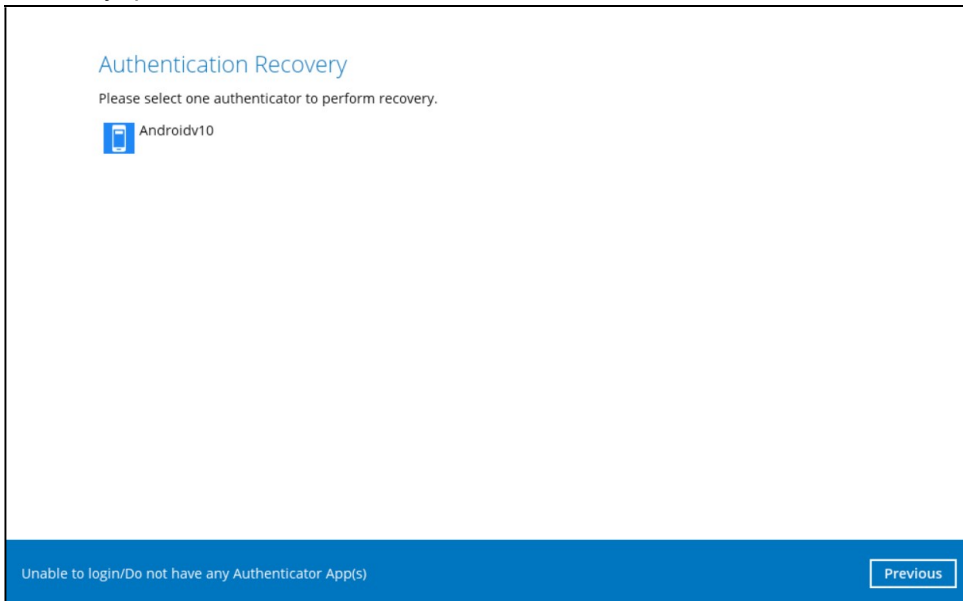 Authentication Recovery
Please select one authenticator to perform recovery.
Androidv10
Unable to login/Do not have any Authenticator App(s)
Previous